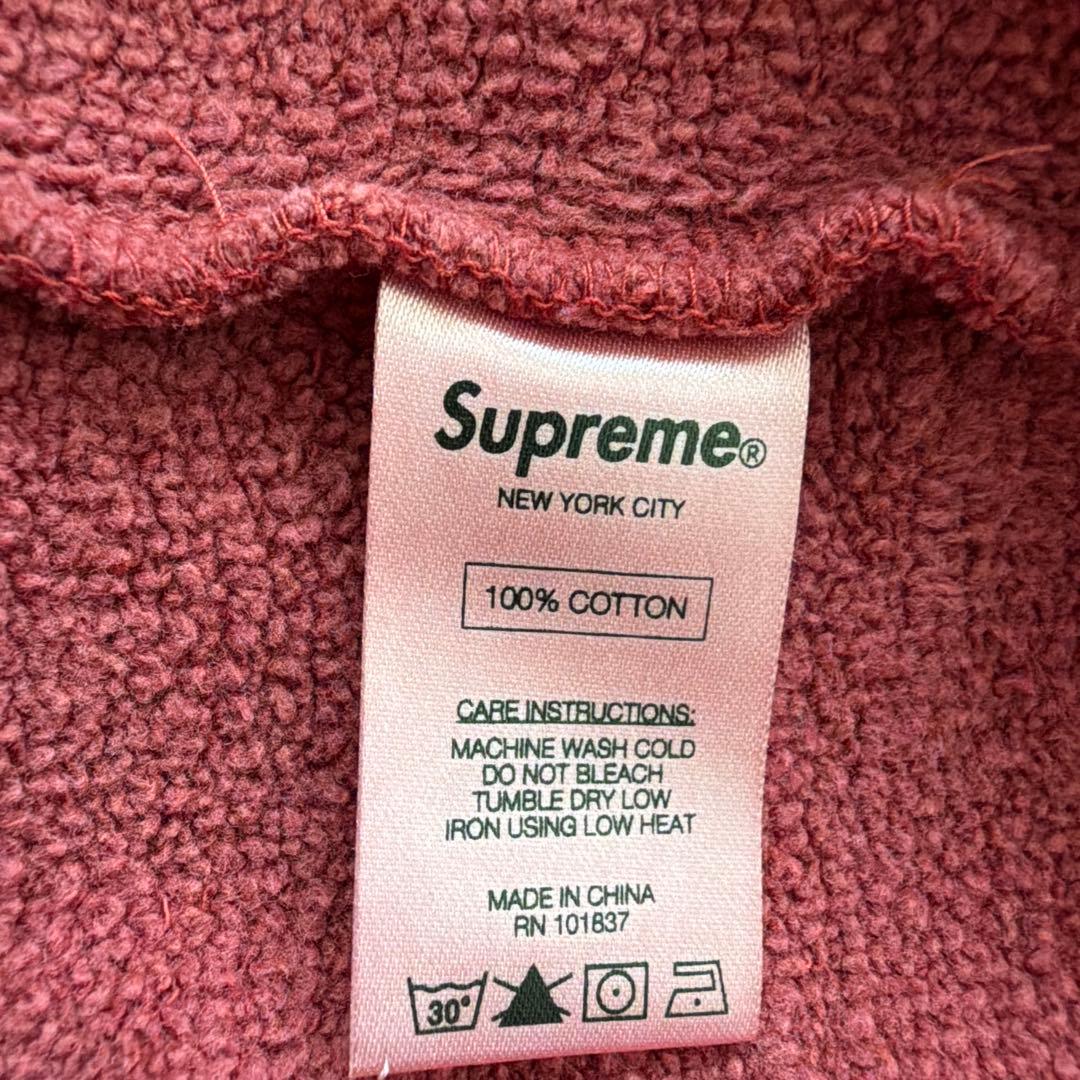 Supreme®
NEW YORK CITY
100% COTTON
CARE INSTRUCTIONS:
MACHINE WASH COLD
DO NOT BLEACH
TUMBLE DRY LOW
IRON USING LOW HEAT
MADE IN CHINA
RN 101837
30°